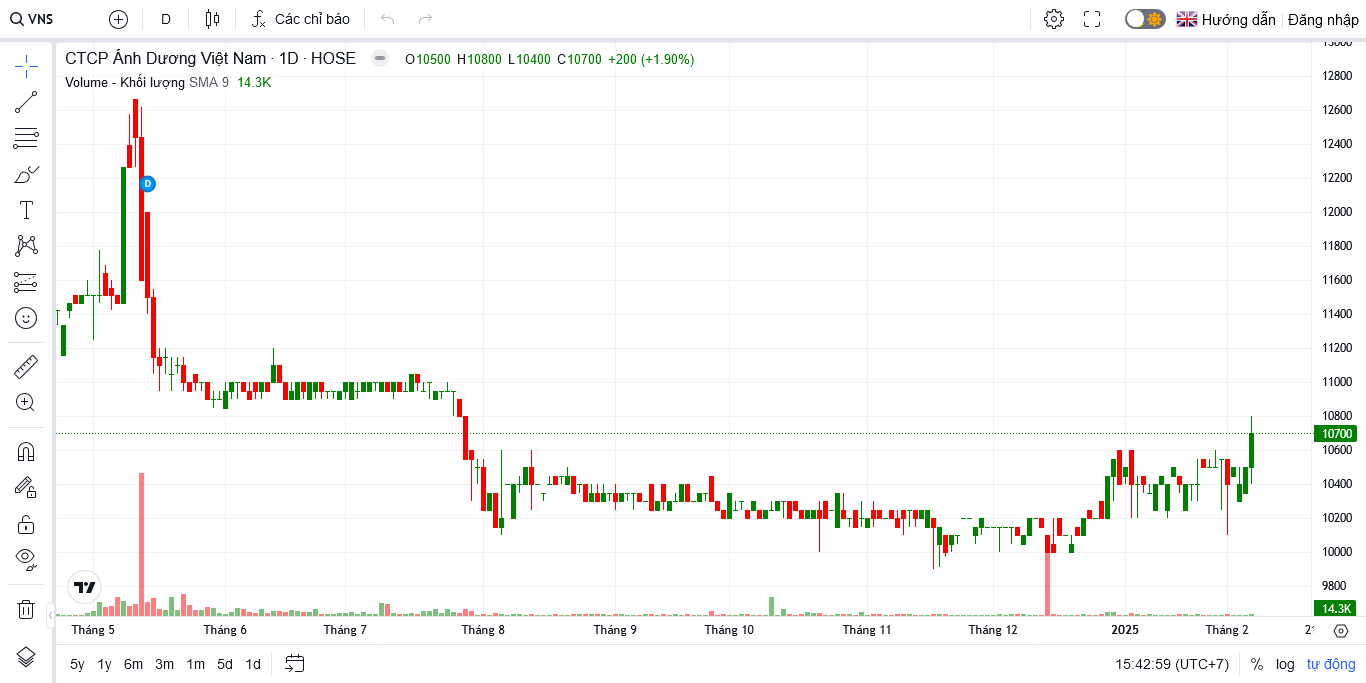 VNS D Các chỉ báo Hướng dẫn Đăng nhập
CTCP Ánh Dương Việt Nam · 1D · HOSE O10500 H10800 L10400 C10700 +200 (+1.90%)
Volume - Khối lượng SMA 9 14.3K
D
13000
12800
12600
12400
12200
12000
11800
11600
11400
11200
11000
10800
10700
10600
10400
10200
10000
9800
14.3K
Tháng 5 Tháng 6 Tháng 7 Tháng 8 Tháng 9 Tháng 10 Tháng 11 Tháng 12 2025 Tháng 2
5y 1y 6m 3m 1m 5d 1d 15:42:59 (UTC+7) % log tự động